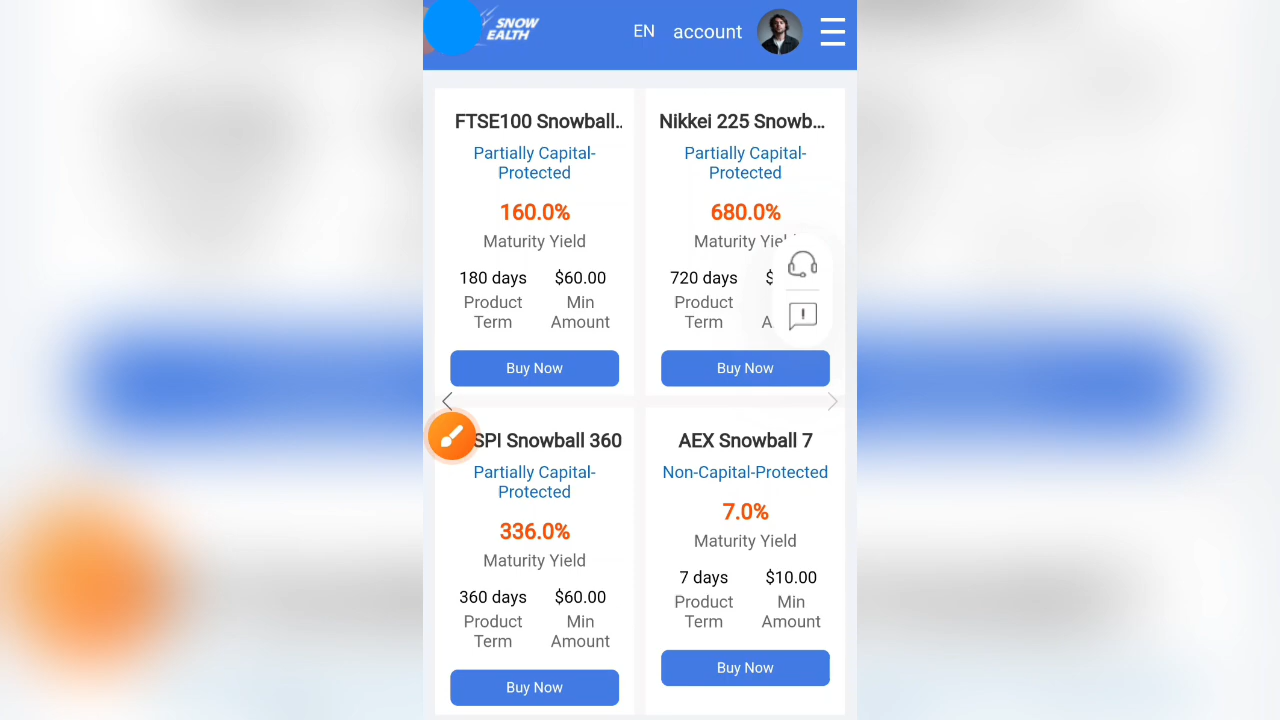 SNOW
EALTH
EN account
FTSE100 Snowball..
Partially Capital-
Protected
160.0%
Maturity Yield
180 days $60.00
Product Min
Term Amount
Buy Now
Nikkei 225 Snowb...
Partially Capital-
Protected
680.0%
Maturity
720 days $
Product
Term A
Buy Now
SPI Snowball 360
Partially Capital-
Protected
336.0%
Maturity Yield
360 days $60.00
Product Min
Term Amount
Buy Now
AEX Snowball 7
Non-Capital-Protected
7.0%
Maturity Yield
7 days $10.00
Product Min
Term Amount
Buy Now